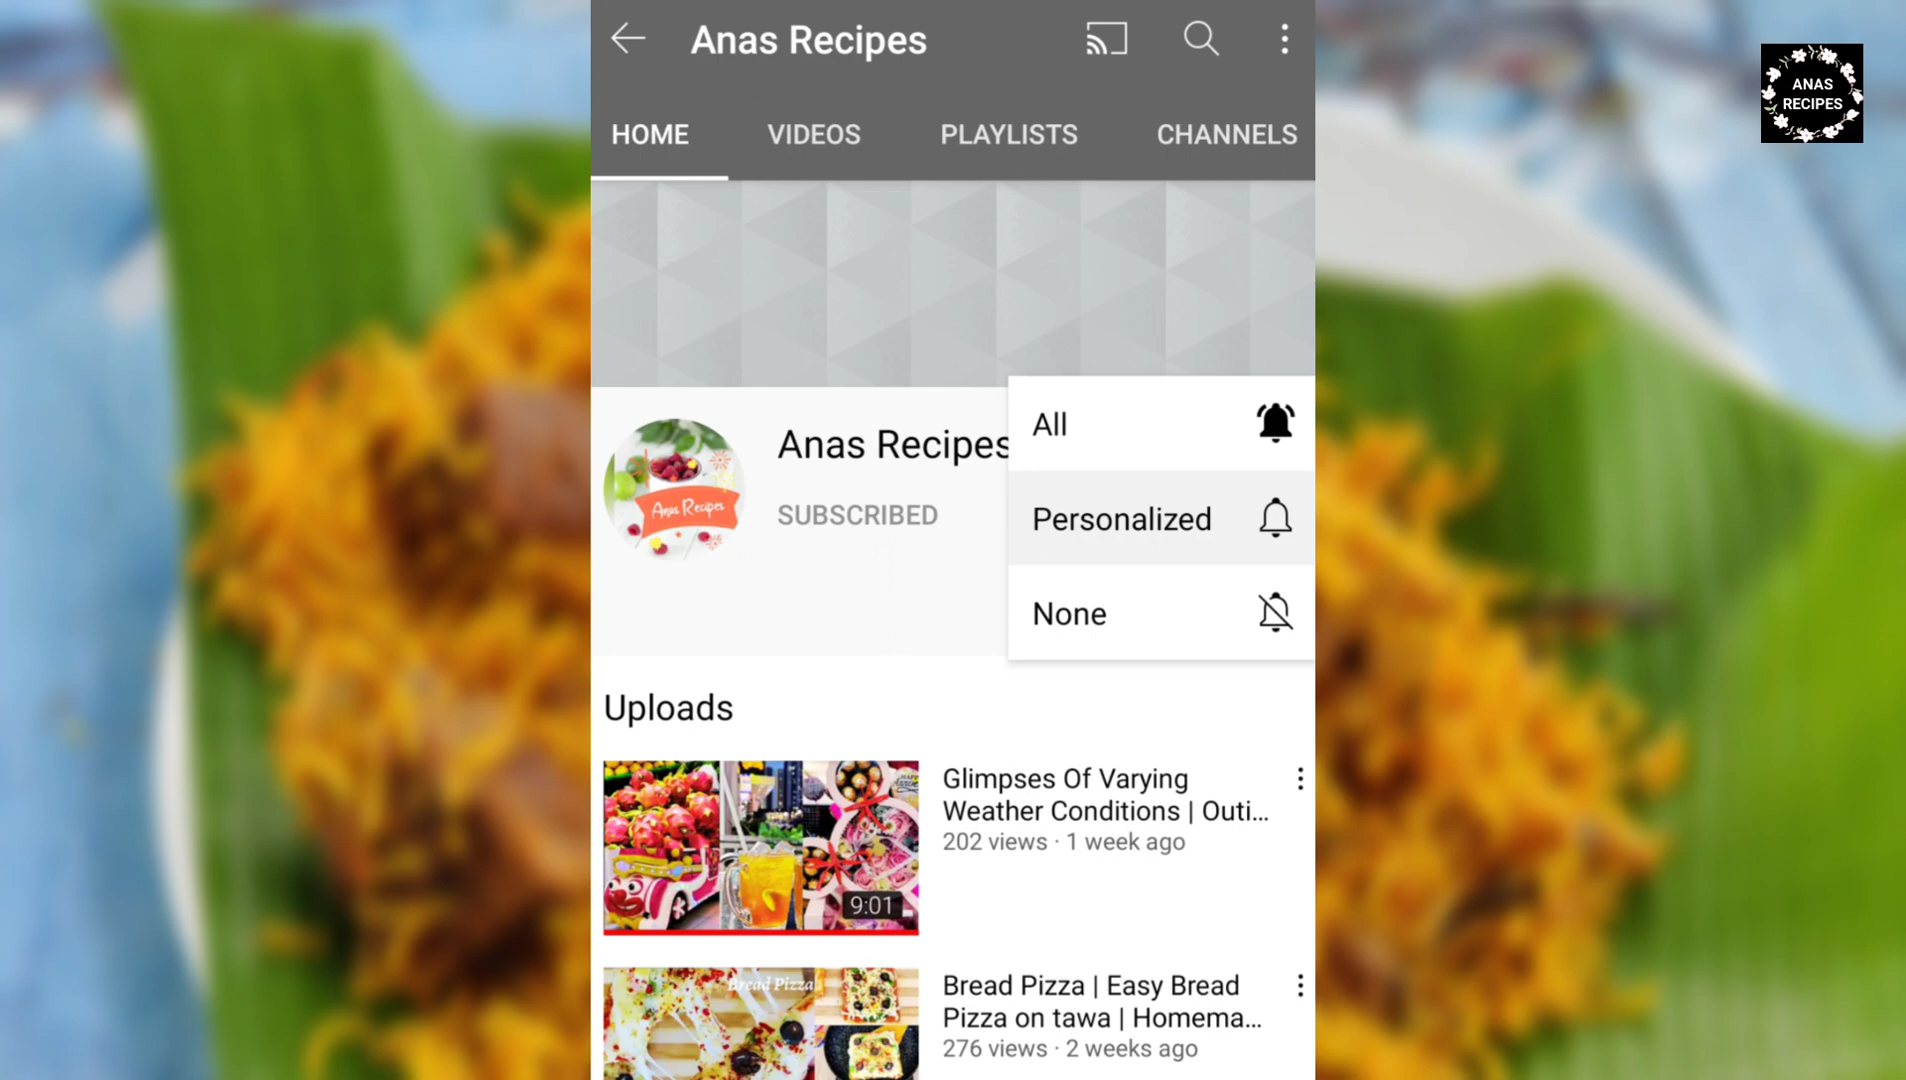 Anas Recipes
HOME VIDEOS PLAYLISTS CHANNELS
ANAS
RECIPES
Anas Recipes
SUBSCRIBED
Anas Recipes
All
Personalized
None
Uploads
Glimpses Of Varying
Weather Conditions | Outi...
202 views · 1 week ago
9:01
Bread Pizza
Bread Pizza | Easy Bread
Pizza on tawa | Homema...
276 views · 2 weeks ago